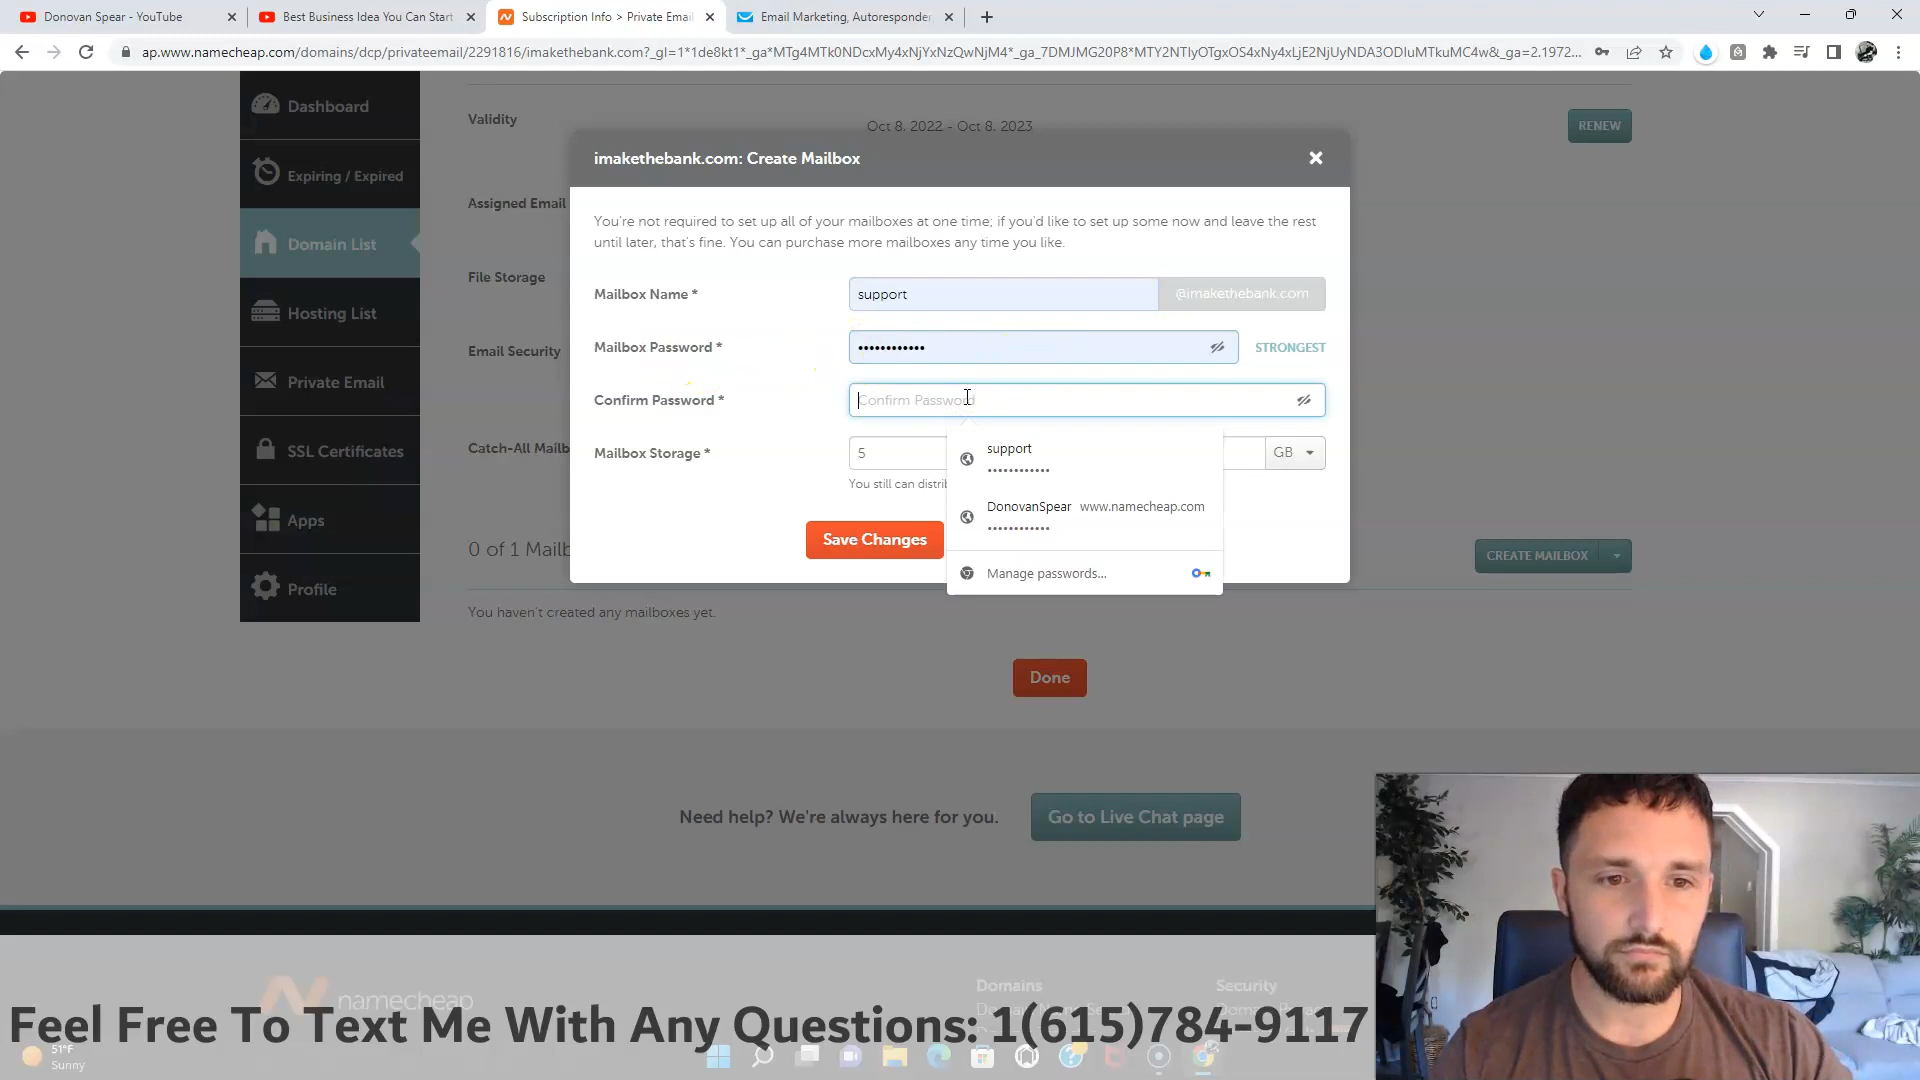 Donovan Spear - YouTube
Best Business Idea You Can Start
Subscription Info > Private Email
Email Marketing, Autoresponder
ap.www.namecheap.com/domains/dcp/privateemail/2291816/imakethebank.com?_gl=1*1de8kt1*_ga*MTg4MTk0NDcxMy4xNjYxNzQwNjM4*_ga_7DMJMG20P8*MTY2NTIyOTgxOS4xNy4xLjE2NjUyNDA3ODIuMTkuMC4w&_ga=2.1972...
Dashboard
Expiring / Expired
Domain List
Hosting List
Private Email
SSL Certificates
Apps
Profile
Validity
Oct 8, 2022 - Oct 8, 2023
RENEW
Assigned Email
File Storage
Email Security
Catch-All Mailb
0 of 1 Mailb
CREATE MAILBOX
You haven't created any mailboxes yet.
imakethebank.com: Create Mailbox
You're not required to set up all of your mailboxes at one time; if you'd like to set up some now and leave the rest
until later, that's fine. You can purchase more mailboxes any time you like.
Mailbox Name *
support
@imakethebank.com
Mailbox Password *
••••••••••••
STRONGEST
Confirm Password *
Confirm Password
Mailbox Storage *
5
GB
You still can distrib
Save Changes
support
••••••••••••
DonovanSpear www.namecheap.com
••••••••••••
Manage passwords...
Done
Need help? We're always here for you.
Go to Live Chat page
namecheap
Domains
Security
Feel Free To Text Me With Any Questions: 1(615)784-9117
51°F
Sunny